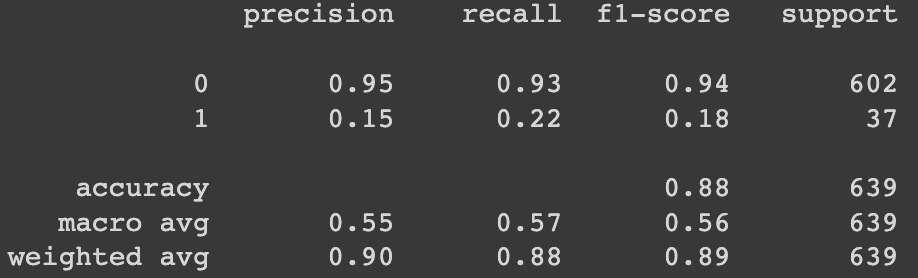 precision recall f1-score support
0 0.95 0.93 0.94 602
1 0.15 0.22 0.18 37
accuracy 0.88 639
macro avg 0.55 0.57 0.56 639
weighted avg 0.90 0.88 0.89 639